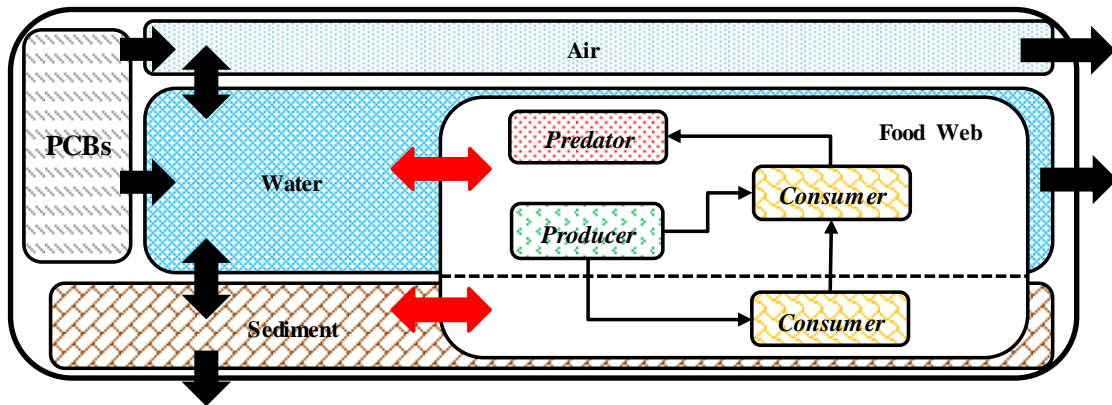 Air
PCBs
Water
Sediment
Food Web
Predator
Consumer
Producer
Consumer